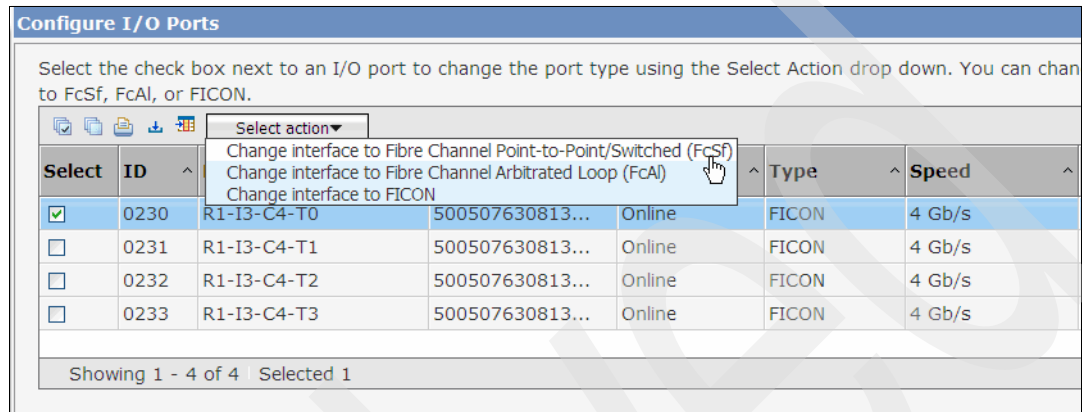 Configure I/O Ports
Select the check box next to an I/O port to change the port type using the Select Action drop down. You can chan
to FcSf, FcAl, or FICON.
Select action
Change interface to Fibre Channel Point-to-Point/Switched (FcSf)
Change interface to Fibre Channel Arbitrated Loop (FcAl)
Change interface to FICON
Select ID Type Speed
0230 R1-I3-C4-T0 500507630813... Online FICON 4 Gb/s
0231 R1-I3-C4-T1 500507630813... Online FICON 4 Gb/s
0232 R1-I3-C4-T2 500507630813... Online FICON 4 Gb/s
0233 R1-I3-C4-T3 500507630813... Online FICON 4 Gb/s
Showing 1 - 4 of 4 Selected 1